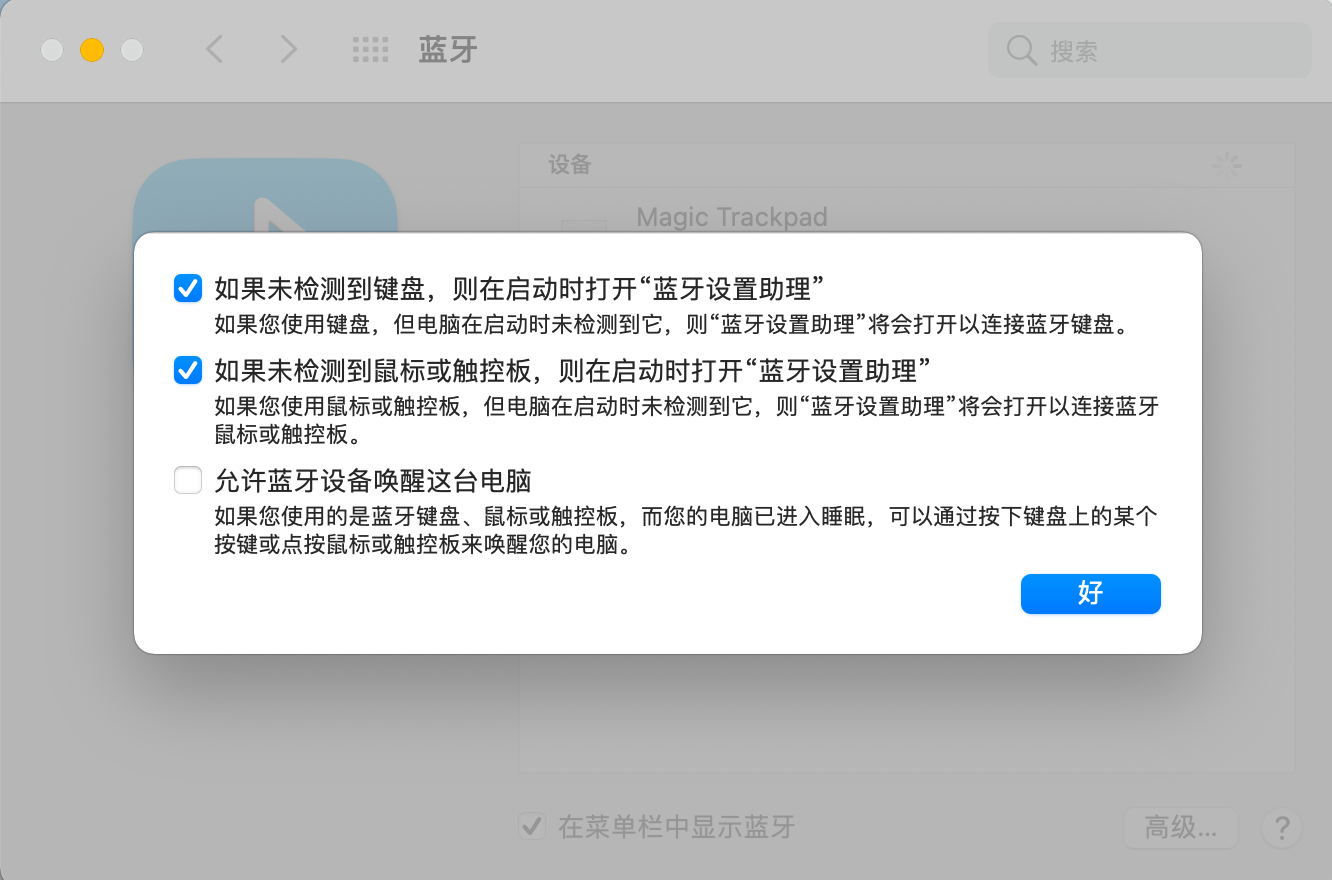 蓝牙
搜索
设备
Magic Trackpad
如果未检测到键盘，则在启动时打开“蓝牙设置助理”
如果您使用键盘，但电脑在启动时未检测到它，则“蓝牙设置助理”将会打开以连接蓝牙键盘。
如果未检测到鼠标或触控板，则在启动时打开“蓝牙设置助理”
如果您使用鼠标或触控板，但电脑在启动时未检测到它，则“蓝牙设置助理”将会打开以连接蓝牙
鼠标或触控板。
允许蓝牙设备唤醒这台电脑
如果您使用的是蓝牙键盘、鼠标或触控板，而您的电脑已进入睡眠，可以通过按下键盘上的某个
按键或点按鼠标或触控板来唤醒您的电脑。
好
在菜单栏中显示蓝牙
高级...
?